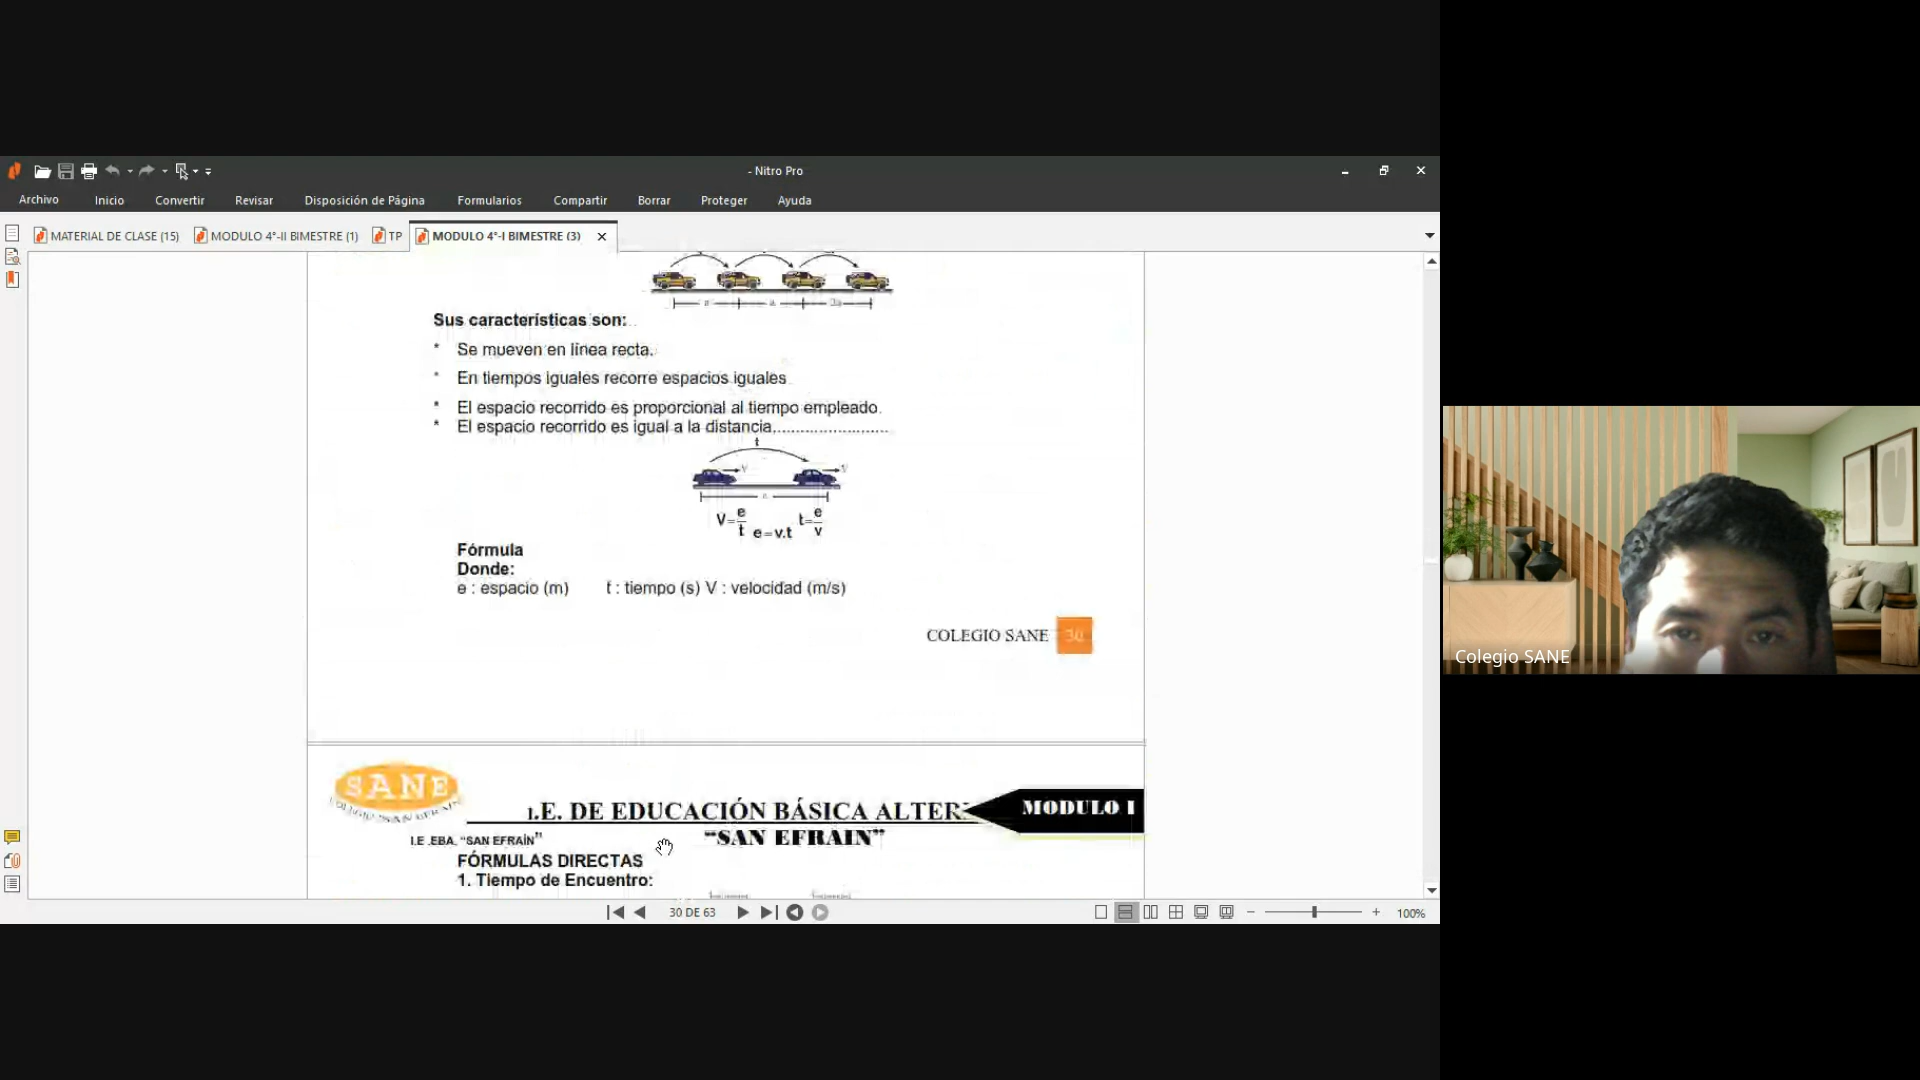 - Nitro Pro
Archivo Inicio Convertir Revisar Disposición de Página Formularios Compartir Borrar Proteger Ayuda
MATERIAL DE CLASE (15) MODULO 4°-II BIMESTRE (1) TP MODULO 4°-I BIMESTRE (3)
Sus características son:
* Se mueven en línea recta.
* En tiempos iguales recorre espacios iguales
* El espacio recorrido es proporcional al tiempo empleado.
* El espacio recorrido es igual a la distancia........................
t
V V
e
V=e/t e=v.t t=e/v
Fórmula
Donde:
e : espacio (m) t : tiempo (s) V : velocidad (m/s)
COLEGIO SANE 30
SANE
COLEGIO "SAN EFRAIN"
I.E. DE EDUCACIÓN BÁSICA ALTER
MODULO I
"SAN EFRAIN"
I.E .EBA. "SAN EFRAÍN"
FÓRMULAS DIRECTAS
1. Tiempo de Encuentro:
30 DE 63
100%
Colegio SANE